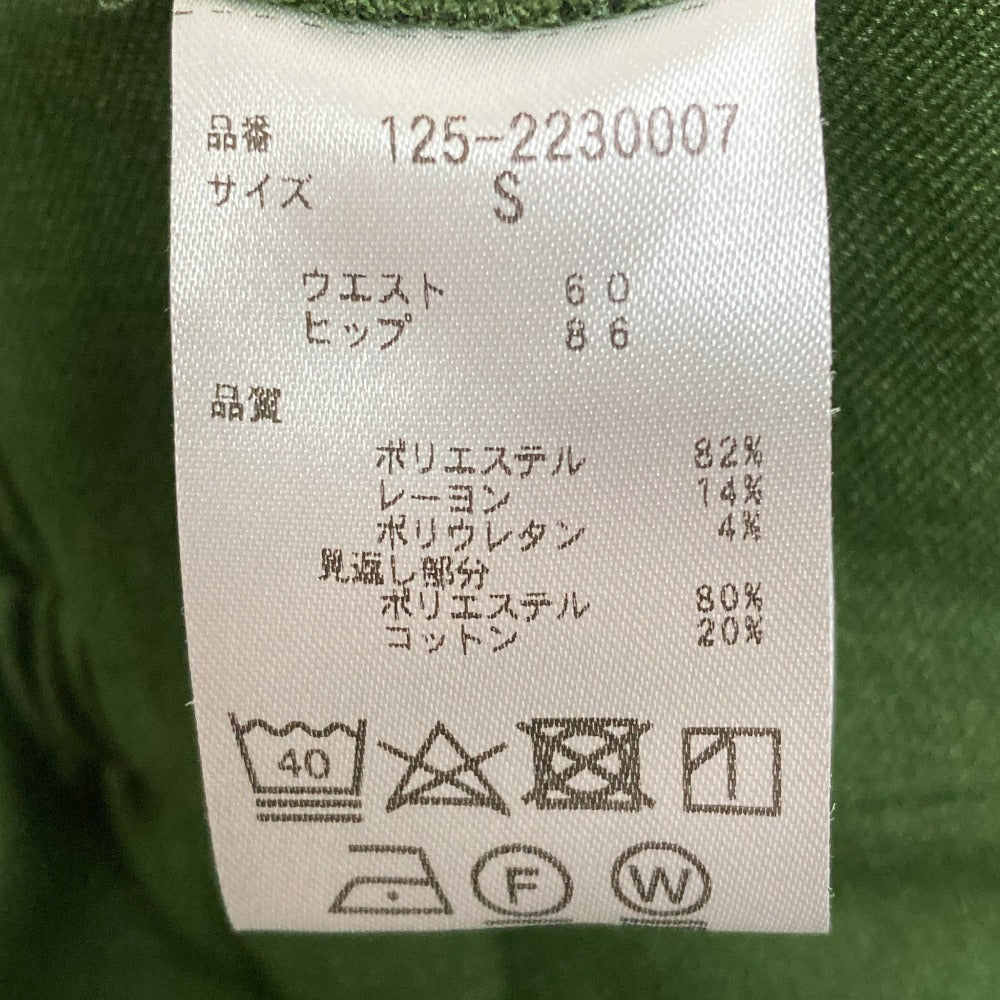 品番 125-2230007
サイズ S
ウエスト 60
ヒップ 86
品質
ポリエステル 82%
レーヨン 14%
ポリウレタン 4%
見返し部分
ポリエステル 80%
コットン 20%
40
F W